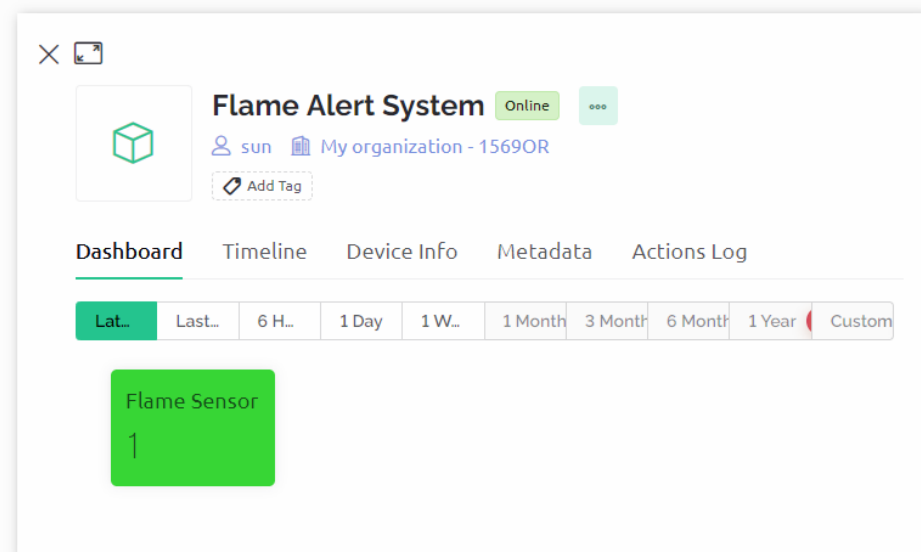 Flame Alert System Online
sun My organization - 1569OR
Add Tag
Dashboard Timeline Device Info Metadata Actions Log
Lat... Last... 6 H... 1 Day 1 W... 1 Month 3 Month 6 Month 1 Year Custom
Flame Sensor
1